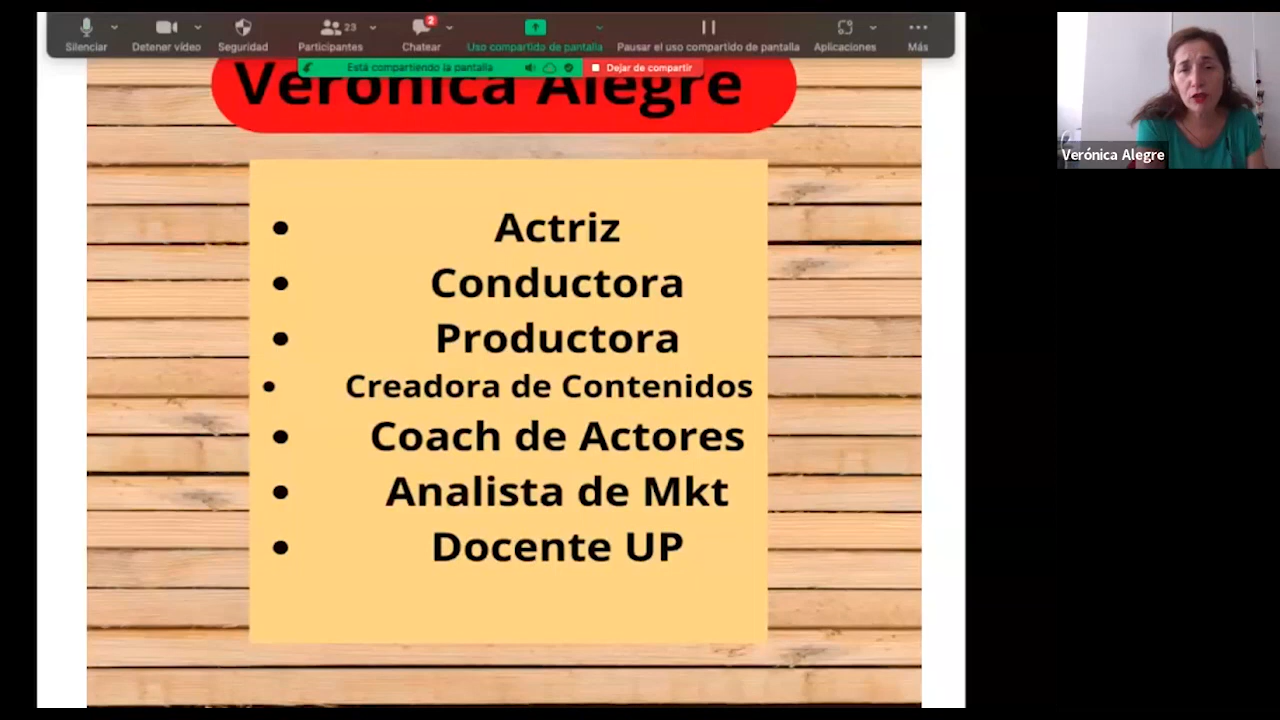 23
2
Silenciar
Detener vídeo
Seguridad
Participantes
Chatear
Uso compartido de pantalla
Pausar el uso compartido de pantalla
Aplicaciones
Más
Está compartiendo la pantalla
Dejar de compartir
Verónica Alegre
Verónica Alegre
• Actriz
• Conductora
• Productora
• Creadora de Contenidos
• Coach de Actores
• Analista de Mkt
• Docente UP